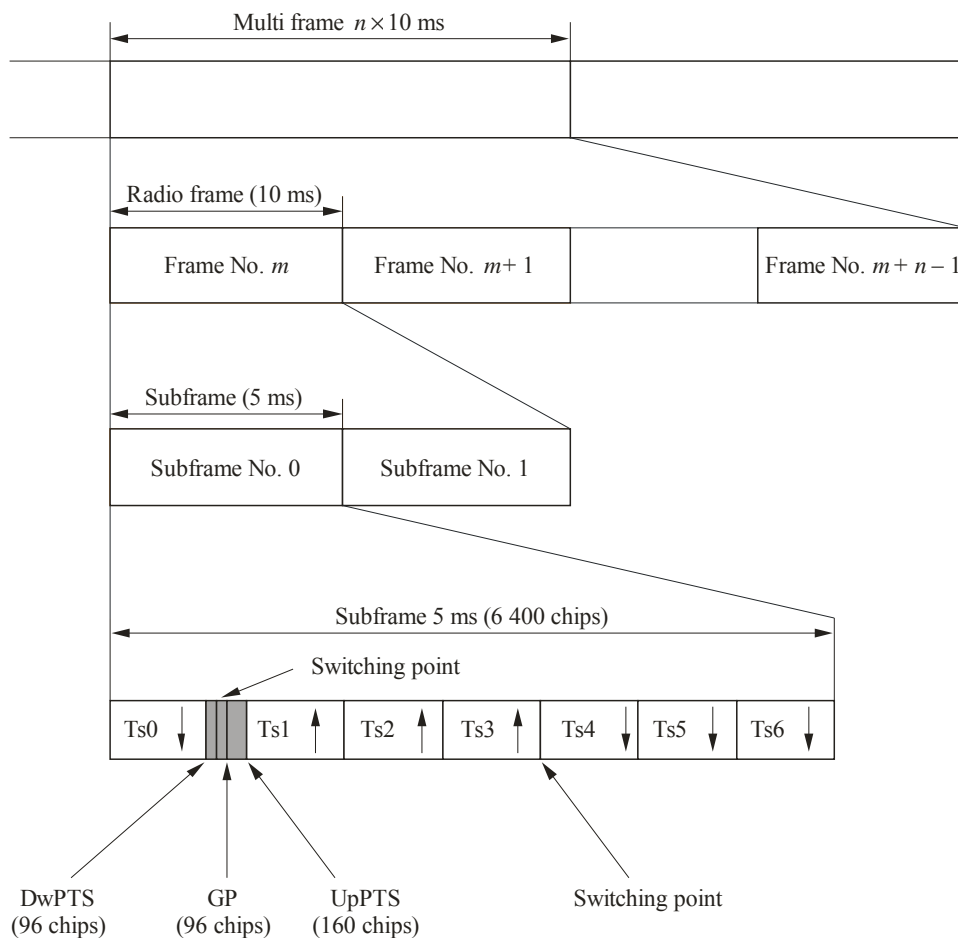 Multi frame n × 10 ms
Radio frame (10 ms)
Frame No. m
Frame No. m + 1
Frame No. m + n – 1
Subframe (5 ms)
Subframe No. 0
Subframe No. 1
Subframe 5 ms (6 400 chips)
Switching point
Ts0
Ts1
Ts2
Ts3
Ts4
Ts5
Ts6
DwPTS
(96 chips)
GP
(96 chips)
UpPTS
(160 chips)
Switching point